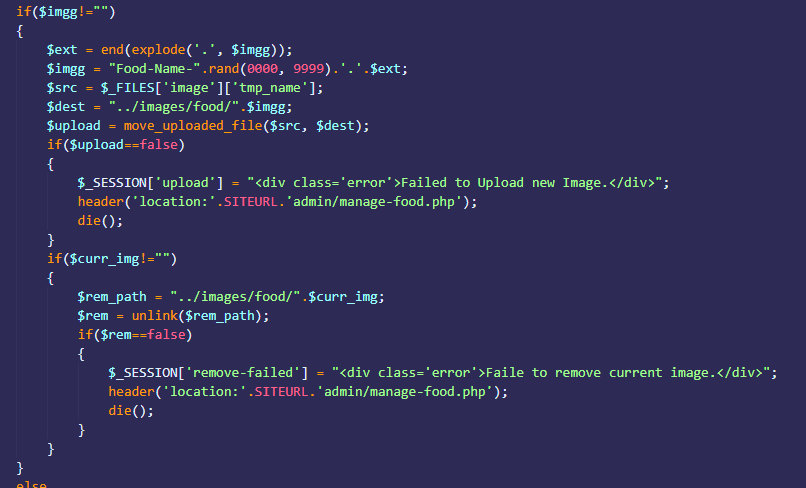 if($imgg!="")
{
$ext = end(explode('.', $imgg));
$imgg = "Food-Name-".rand(0000, 9999).'.'.$ext;
$src = $_FILES['image']['tmp_name'];
$dest = "../images/food/".$imgg;
$upload = move_uploaded_file($src, $dest);
if($upload==false)
{
$_SESSION['upload'] = "<div class='error'>Failed to Upload new Image.</div>";
header('location:'.SITEURL.'admin/manage-food.php');
die();
}
if($curr_img!="")
{
$rem_path = "../images/food/".$curr_img;
$rem = unlink($rem_path);
if($rem==false)
{
$_SESSION['remove-failed'] = "<div class='error'>Faile to remove current image.</div>";
header('location:'.SITEURL.'admin/manage-food.php');
die();
}
}
}
else